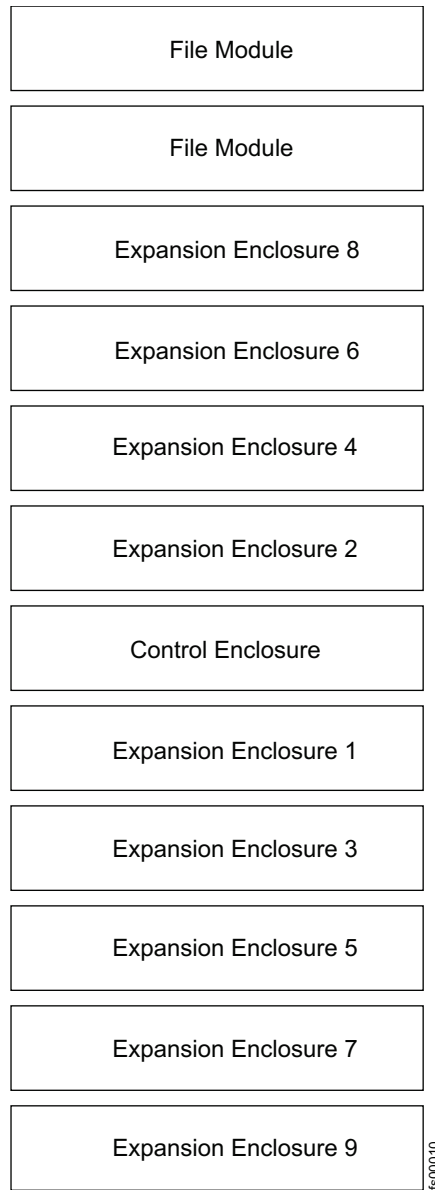 File Module
File Module
Expansion Enclosure 8
Expansion Enclosure 6
Expansion Enclosure 4
Expansion Enclosure 2
Control Enclosure
Expansion Enclosure 1
Expansion Enclosure 3
Expansion Enclosure 5
Expansion Enclosure 7
Expansion Enclosure 9